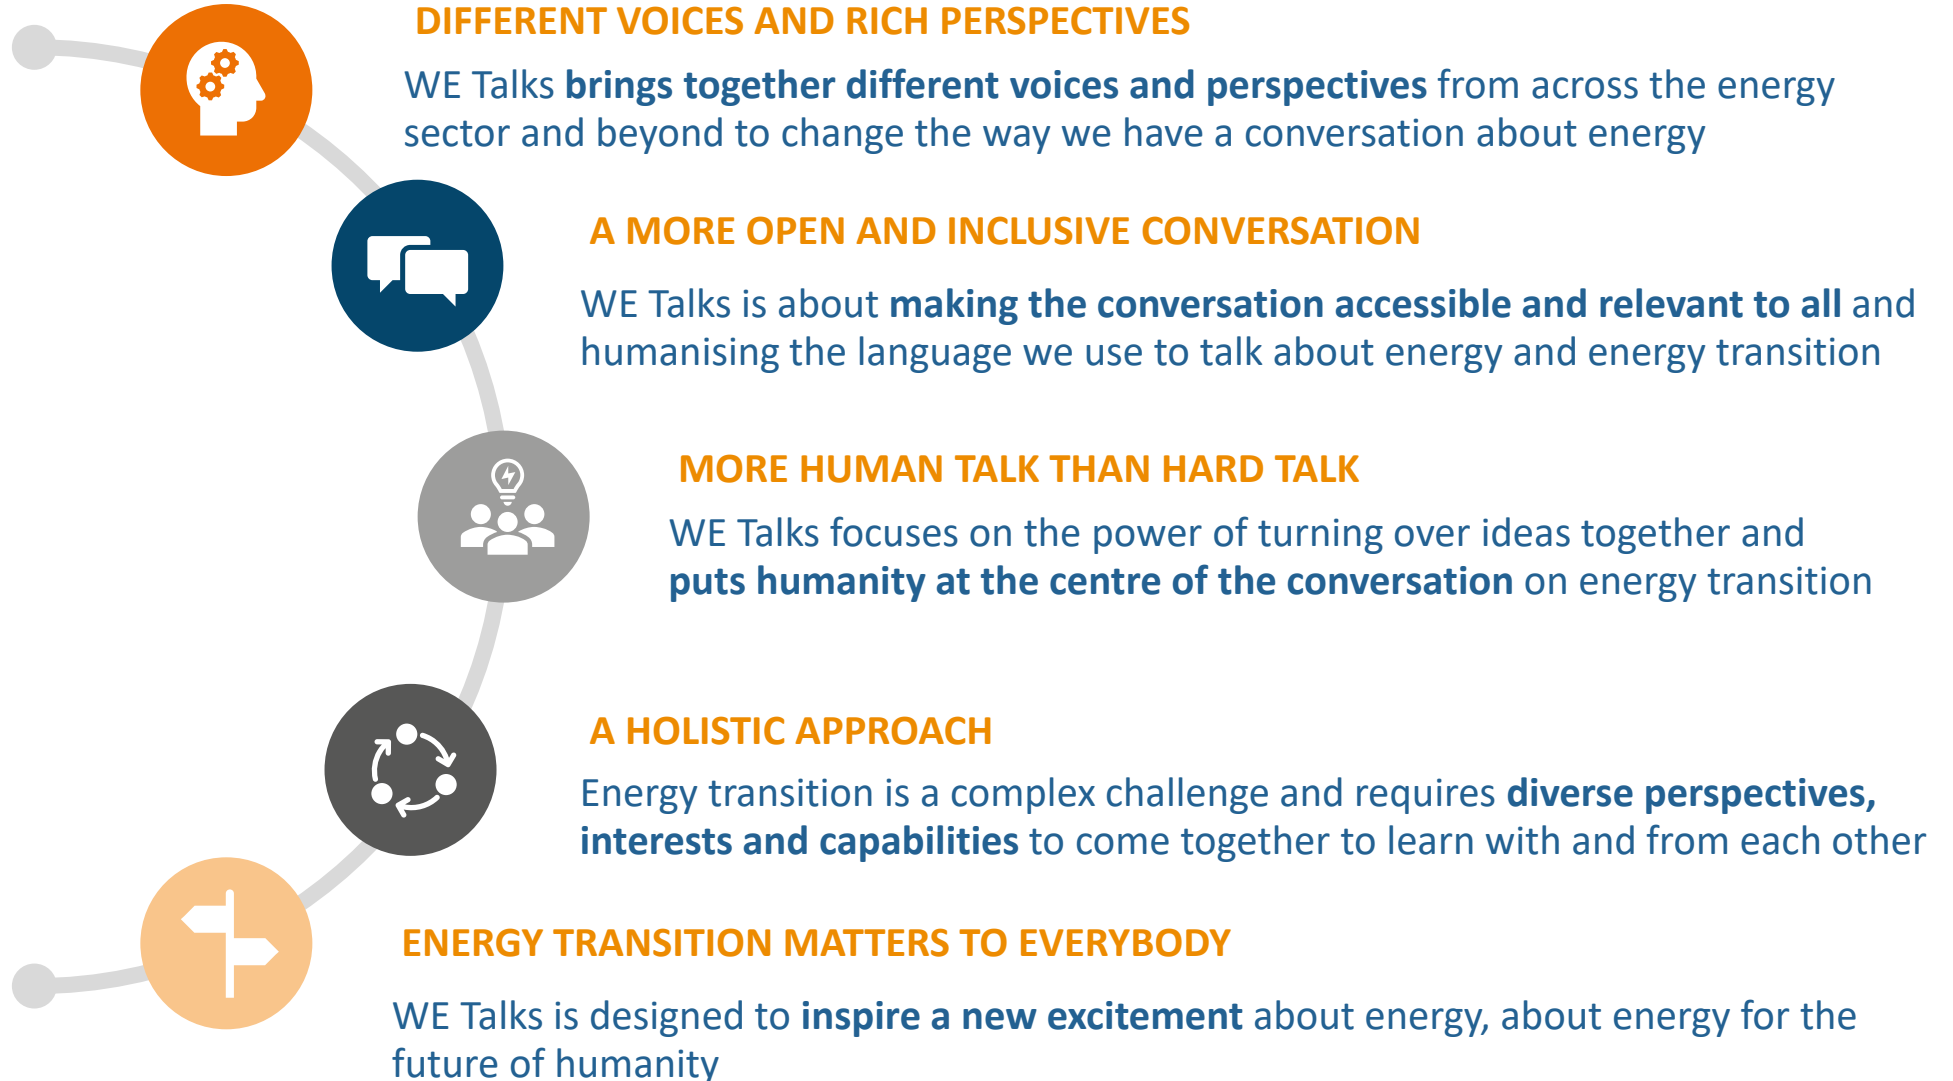 DIFFERENT VOICES AND RICH PERSPECTIVES
WE Talks brings together different voices and perspectives from across the energy
sector and beyond to change the way we have a conversation about energy
A MORE OPEN AND INCLUSIVE CONVERSATION
WE Talks is about making the conversation accessible and relevant to all and
humanising the language we use to talk about energy and energy transition
MORE HUMAN TALK THAN HARD TALK
WE Talks focuses on the power of turning over ideas together and
puts humanity at the centre of the conversation on energy transition
A HOLISTIC APPROACH
Energy transition is a complex challenge and requires diverse perspectives,
interests and capabilities to come together to learn with and from each other
ENERGY TRANSITION MATTERS TO EVERYBODY
WE Talks is designed to inspire a new excitement about energy, about energy for the
future of humanity